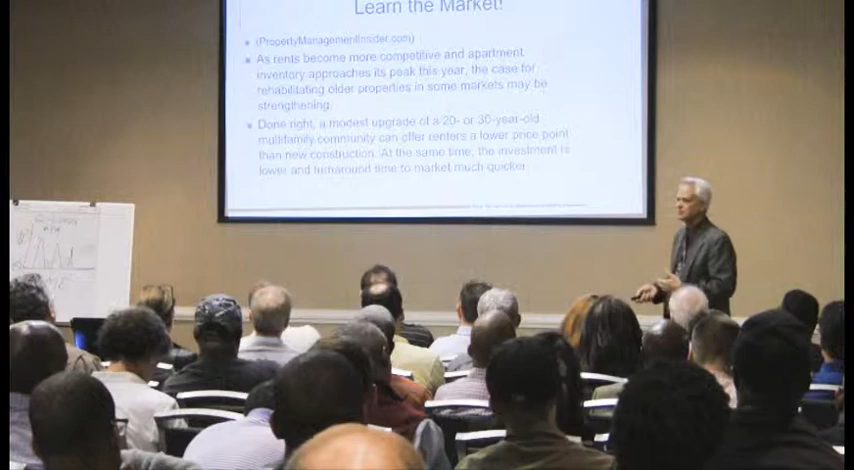 Learn the Market!
(PropertyManagementInsider.com)
As rents become more competitive and apartment
inventory approaches its peak this year, the case for
rehabilitating older properties in some markets may be
strengthening.
Done right, a modest upgrade of a 20- or 30-year-old
multifamily community can offer renters a lower price point
than new construction. At the same time, the investment is
lower and turnaround time to market much quicker.